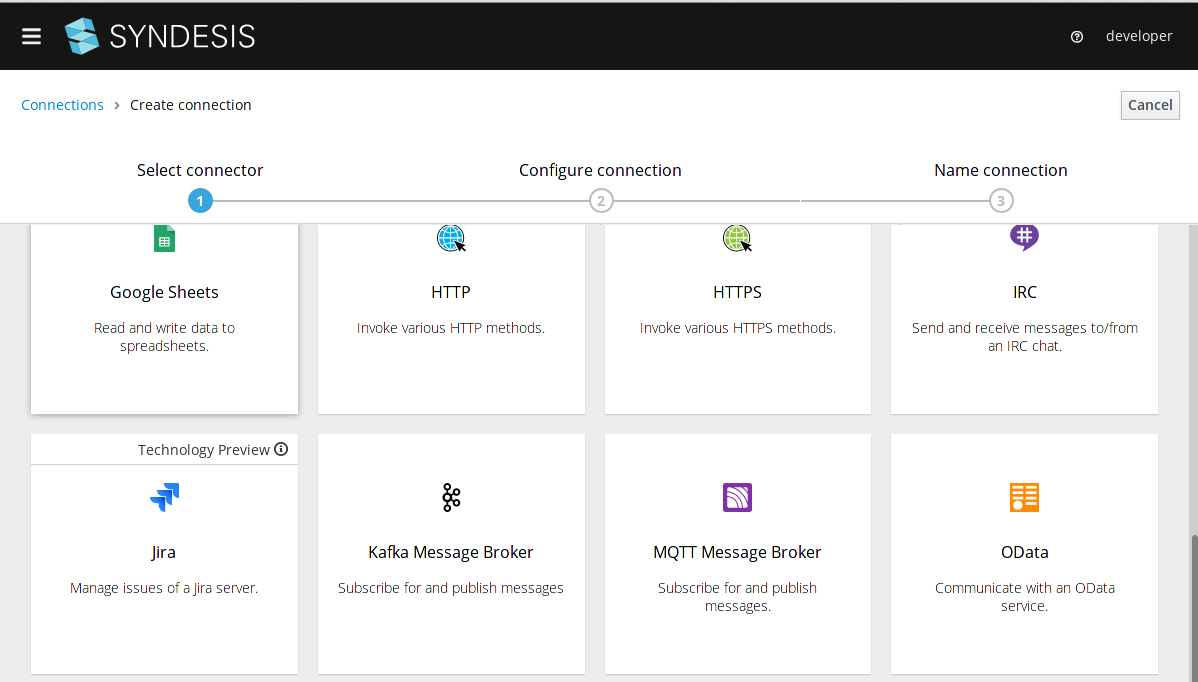 SYNDESIS
developer
Connections > Create connection
Cancel
Select connector
Configure connection
Name connection
1
2
3
Google Sheets
Read and write data to
spreadsheets.
HTTP
Invoke various HTTP methods.
HTTPS
Invoke various HTTPS methods.
IRC
Send and receive messages to/from
an IRC chat.
Technology Preview
Jira
Manage issues of a Jira server.
Kafka Message Broker
Subscribe for and publish messages
MQTT Message Broker
Subscribe for and publish
messages.
OData
Communicate with an OData
service.